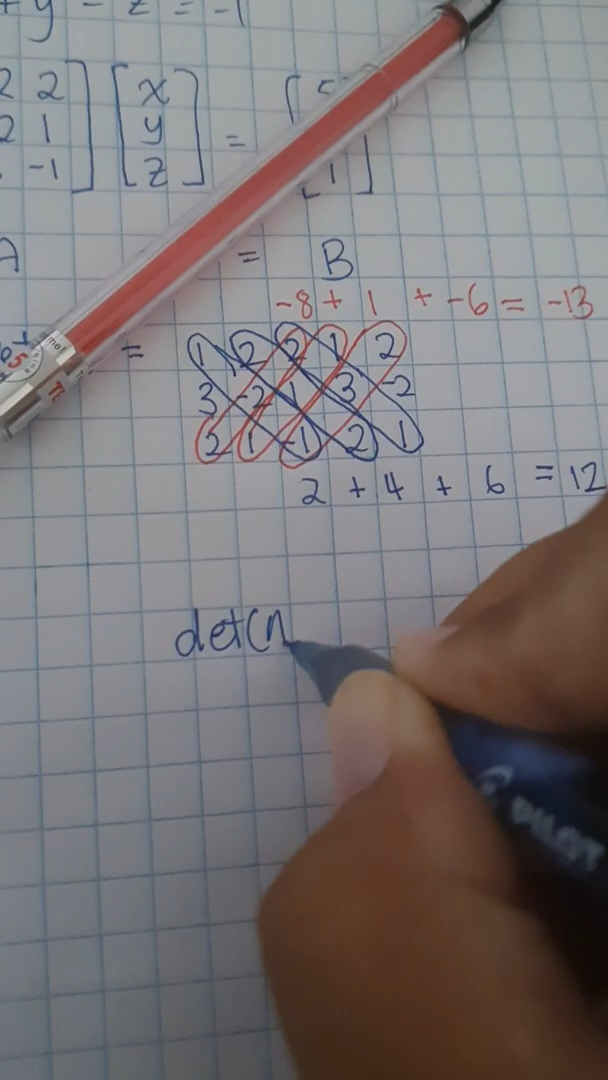 + y - z = -1
2 2 ] [ x ] = [
2 1 y
-1 ] [ z ] 1 ]
A = B
-8 + 1 + -6 = -13
= 1 2 2 1 2
3 -2 1 3 -2
2 1 -1 2 1
2 + 4 + 6 = 12
det(A
PILOT